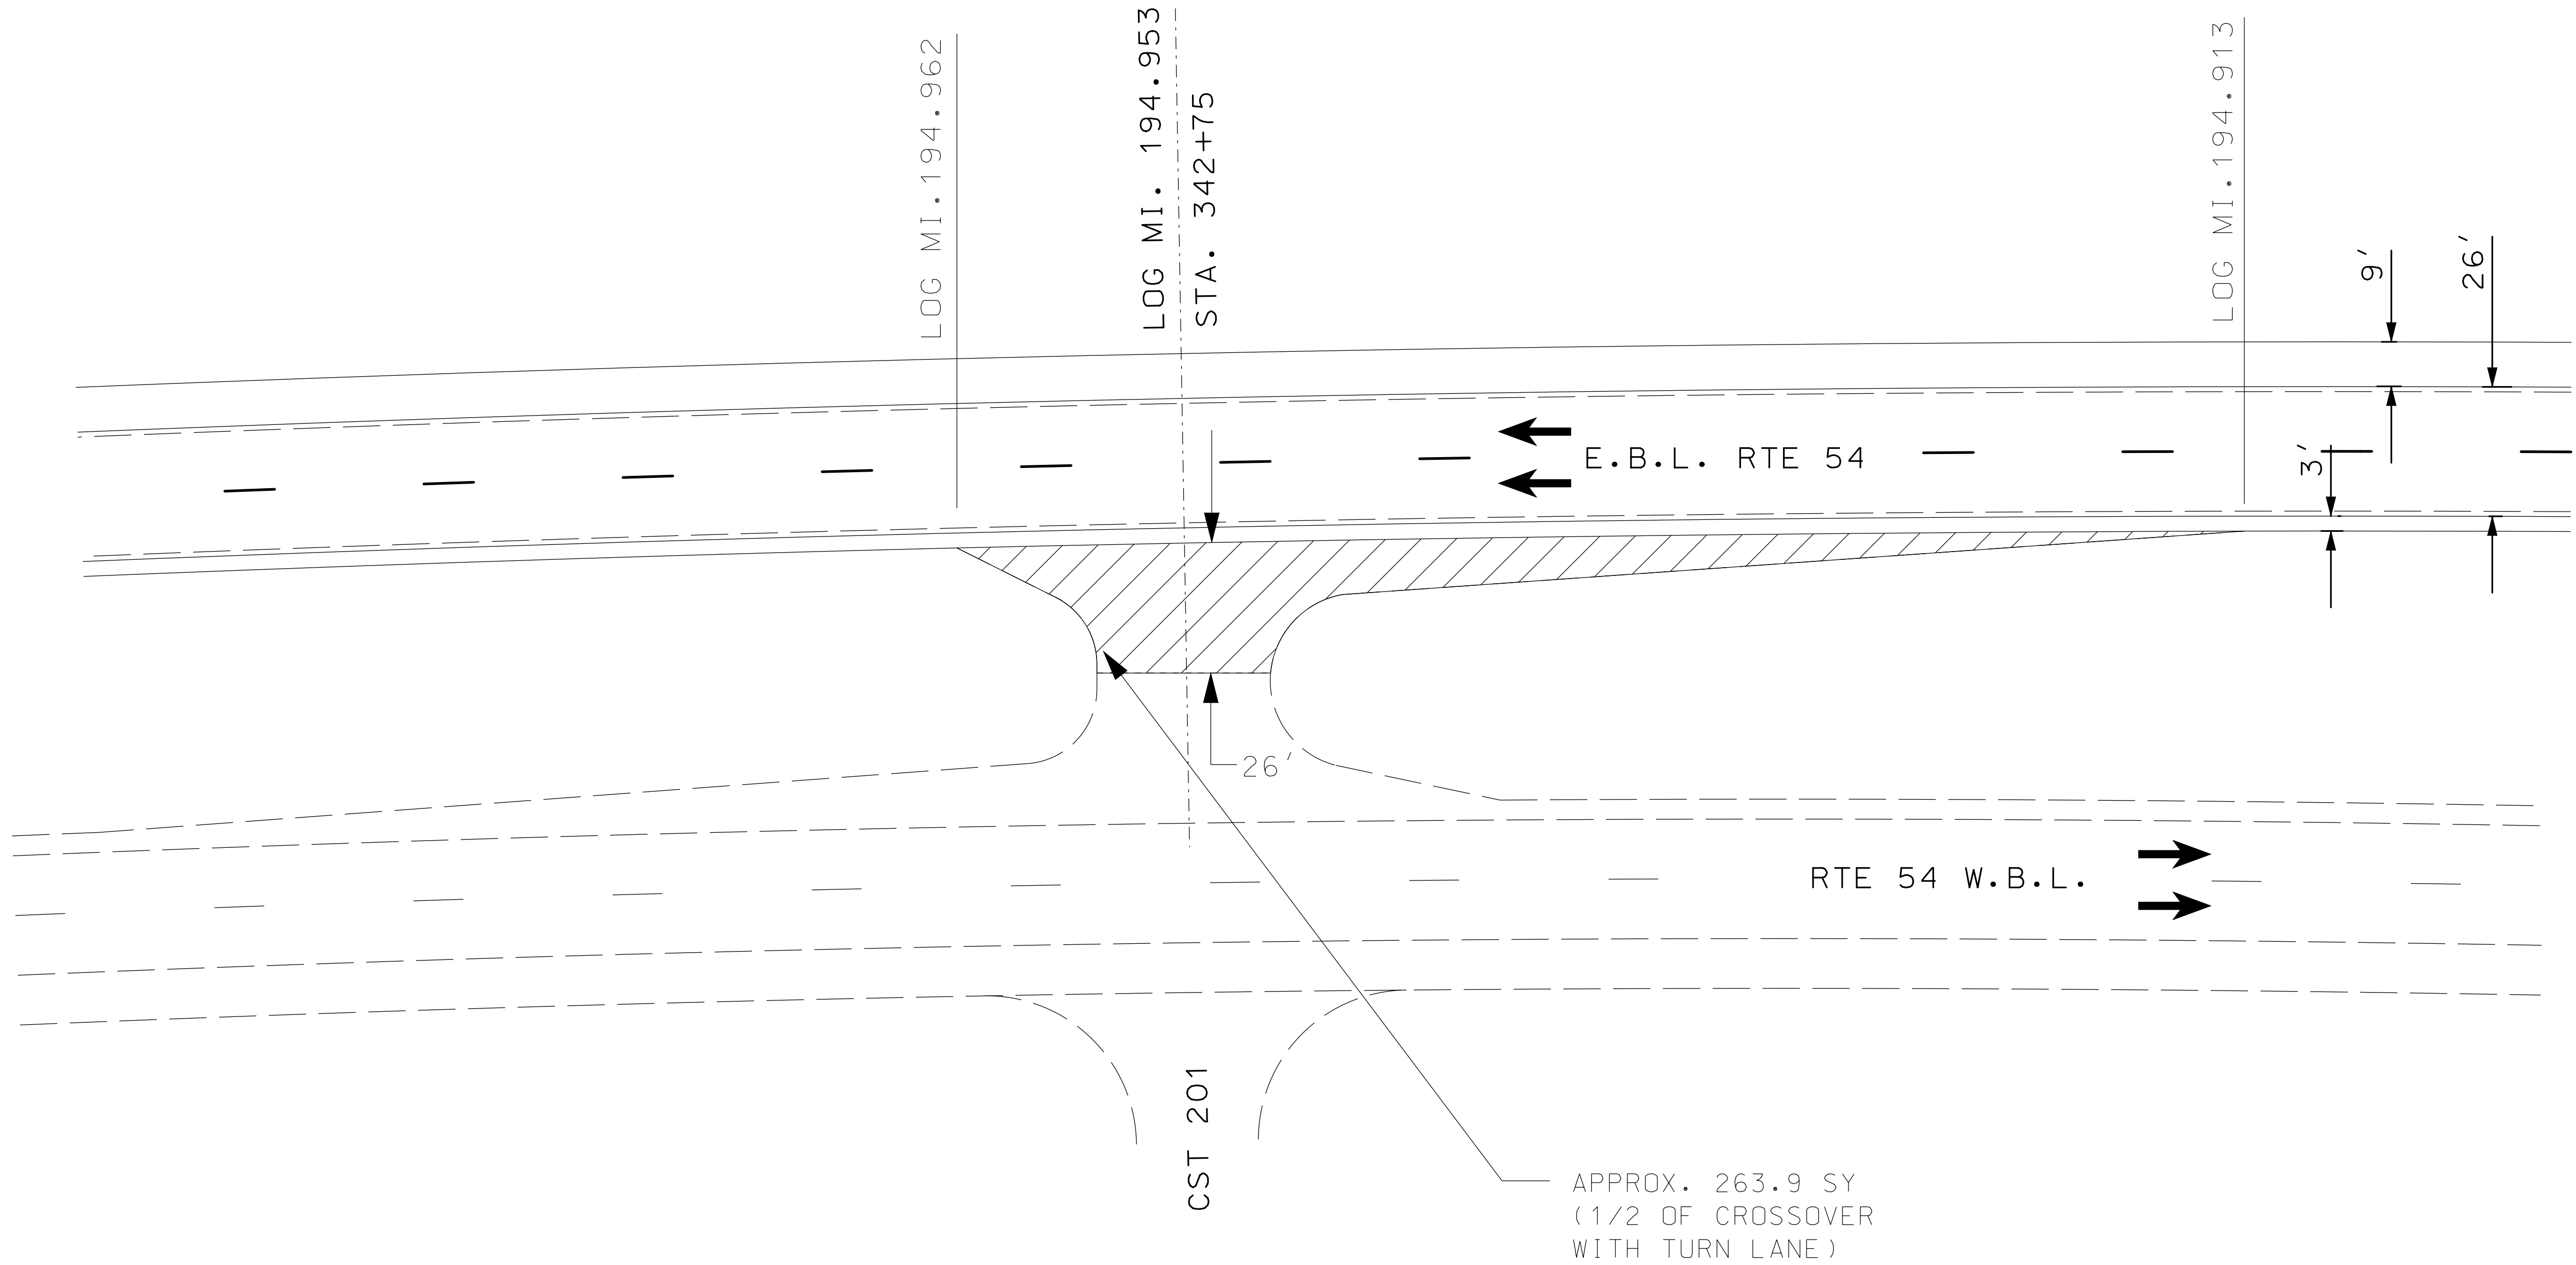 LOG MI.194.962
LOG MI. 194.953
STA. 342+75
LOG MI.194.913
9'
26'
3'
E.B.L. RTE 54
26'
RTE 54 W.B.L.
CST 201
APPROX. 263.9 SY
(1/2 OF CROSSOVER
WITH TURN LANE)